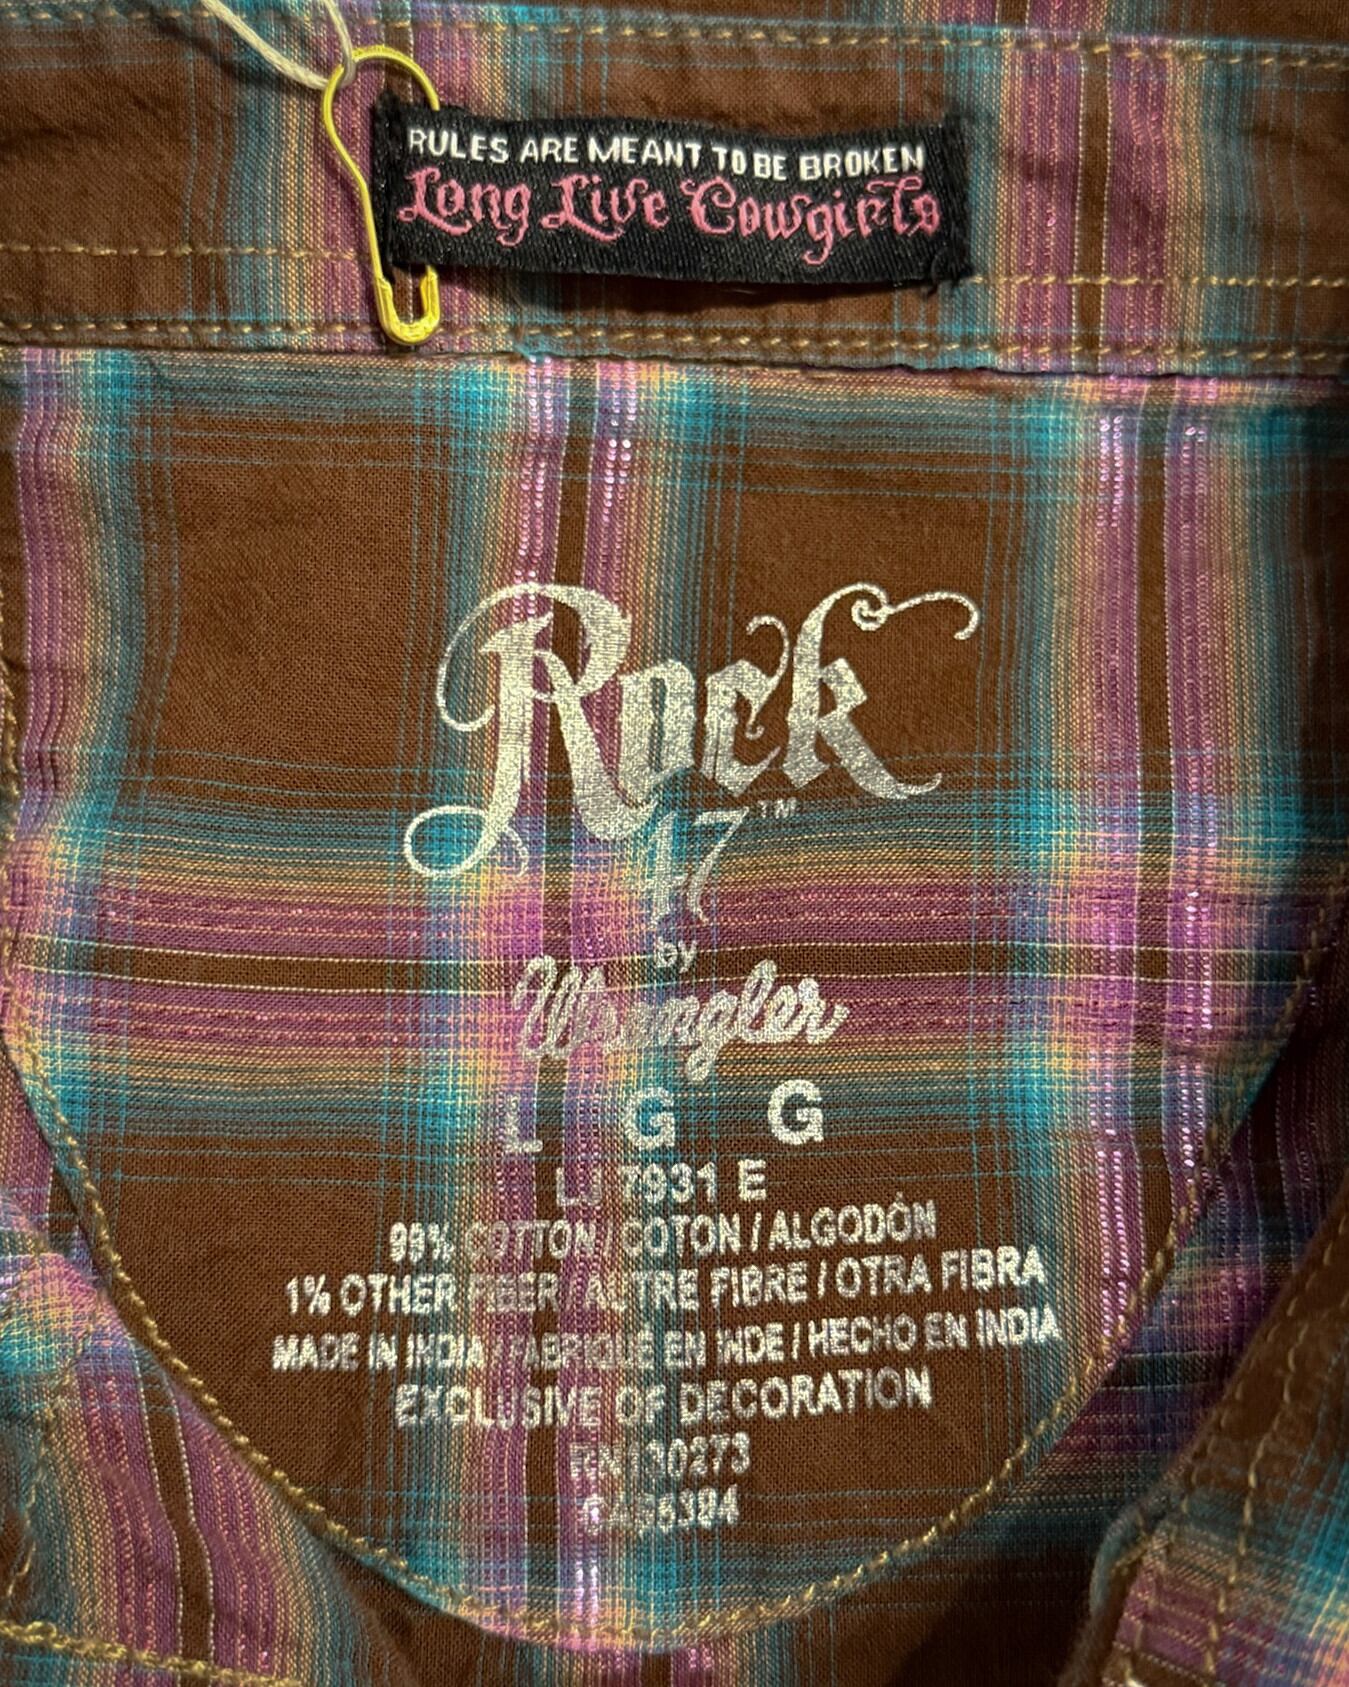 RULES ARE MEANT TO BE BROKEN
Long Live Cowgirls
Rock
47™
by
Wrangler
L G G
LJ 7931 E
99% COTTON / COTON / ALGODÓN
1% OTHER FIBER / AUTRE FIBRE / OTRA FIBRA
MADE IN INDIA / FABRIQUÉ EN INDE / HECHO EN INDIA
EXCLUSIVE OF DECORATION
RN 130273
CA55394